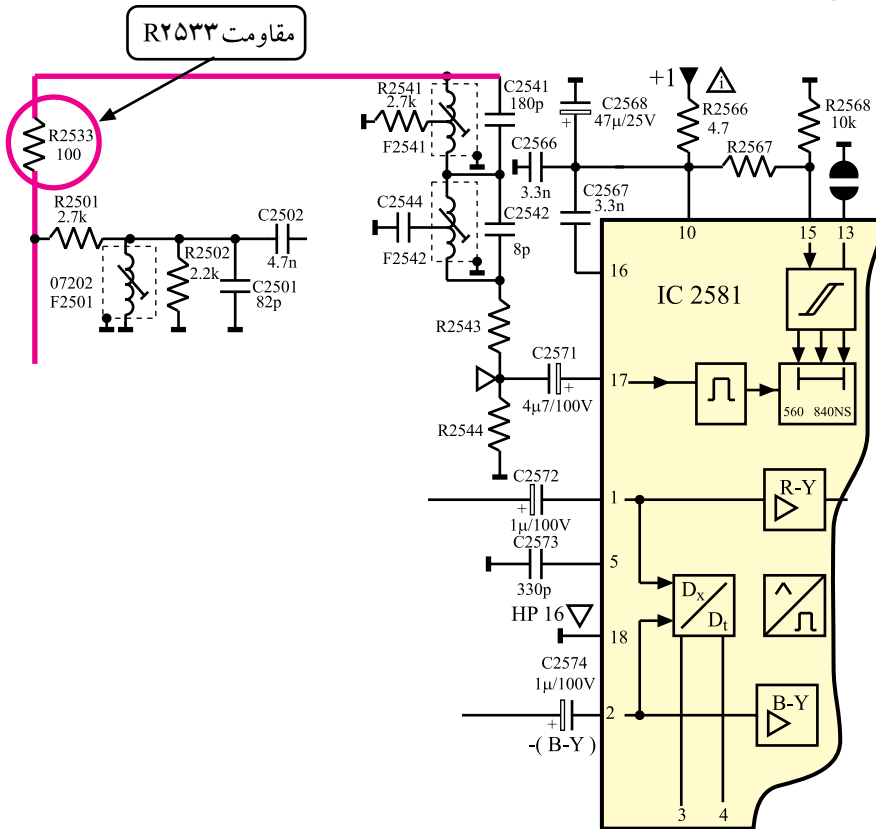 مقاومت R۲۵۳۳
R2533
100
R2501
2.7k
07202
F2501
R2502
2.2k
C2501
82p
C2502
4.7n
R2541
2.7k
F2541
C2541
180p
C2544
F2542
C2542
8p
R2543
R2544
C2571
4µ7/100V
C2566
3.3n
C2568
47µ/25V
C2567
3.3n
+1
i
R2566
4.7
R2567
R2568
10k
10
15
13
16
IC 2581
17
560
840NS
C2572
1µ/100V
1
R-Y
C2573
330p
5
HP 16
18
Dx
Dt
C2574
1µ/100V
2
-( B-Y )
B-Y
3
4
+
+
+
+